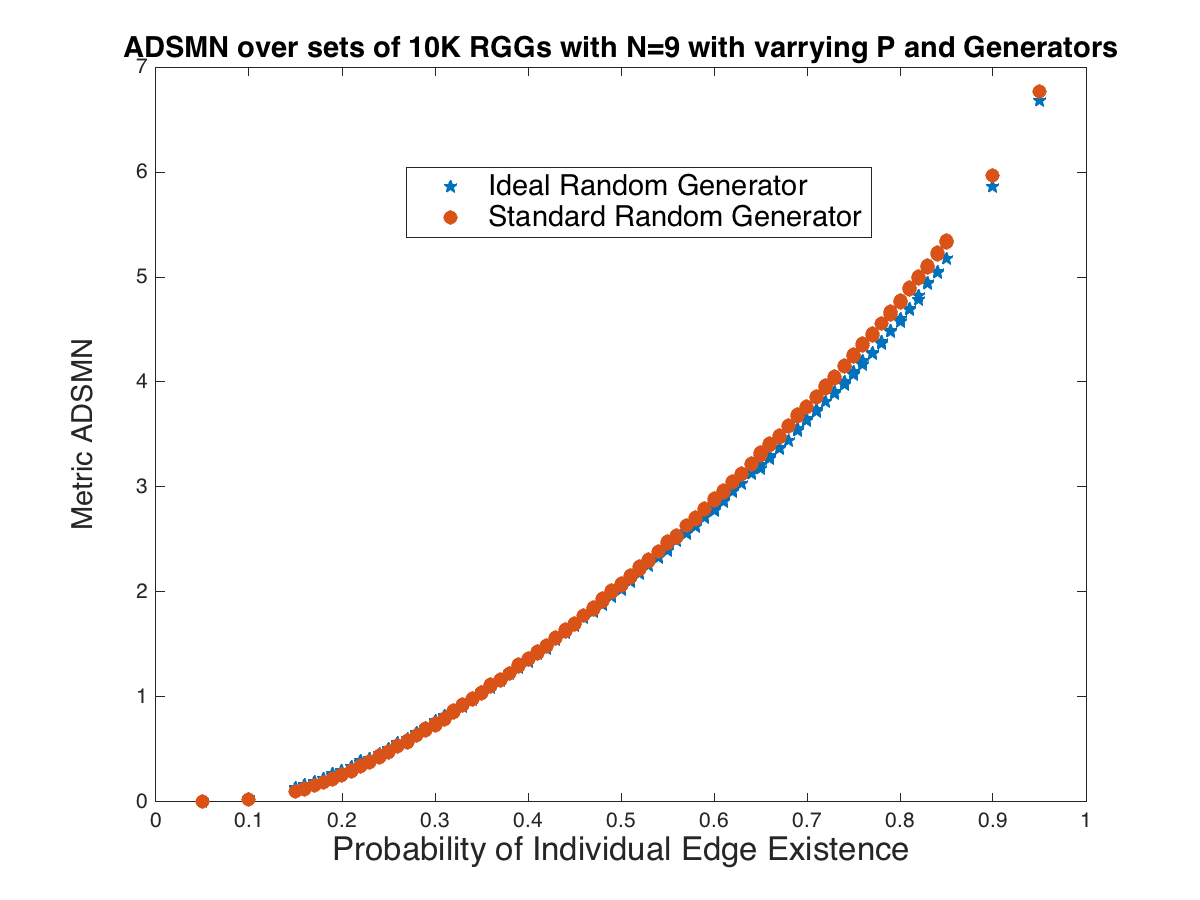 ADSMN over sets of 10K RGGs with N=9 with varrying P and Generators
7
6
5
4
3
2
1
0
Metric ADSMN
Ideal Random Generator
Standard Random Generator
0 0.1 0.2 0.3 0.4 0.5 0.6 0.7 0.8 0.9 1
Probability of Individual Edge Existence